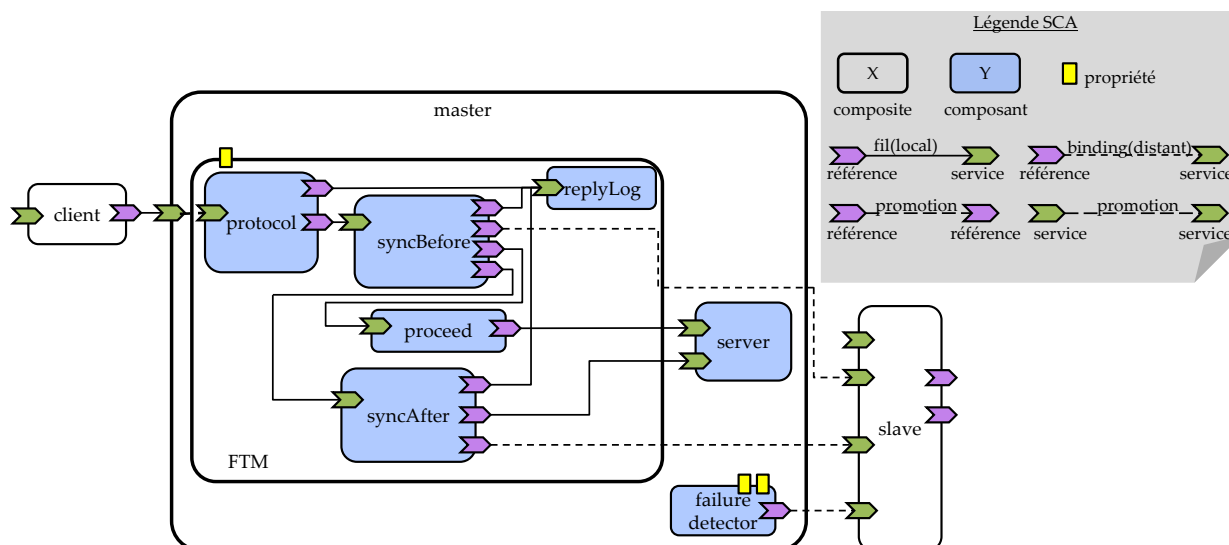 Légende SCA
X
Y
propriété
composite
composant
fil(local)
binding(distant)
référence
service
référence
service
promotion
promotion
référence
référence
service
service
master
client
protocol
replyLog
syncBefore
proceed
server
syncAfter
slave
FTM
failure
detector